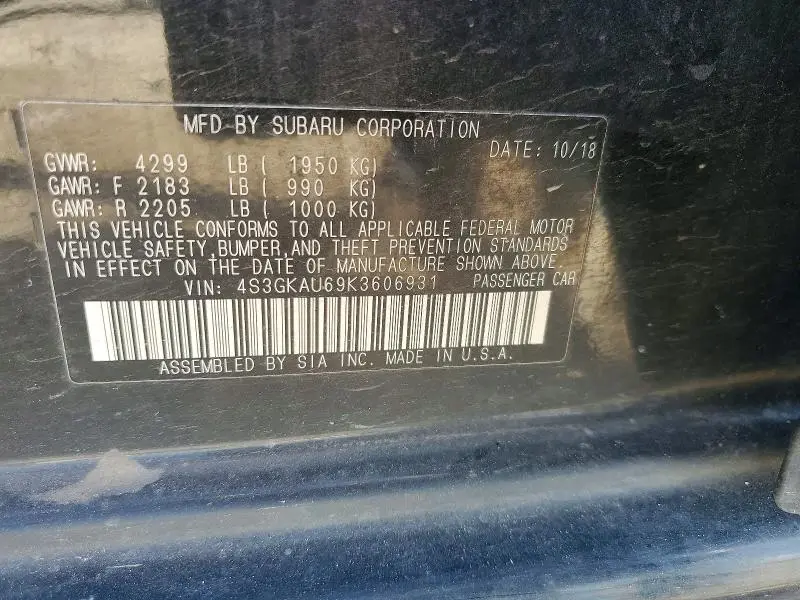 MFD BY SUBARU CORPORATION
DATE: 10/18
GVWR: 4299 LB ( 1950 KG)
GAWR: F 2183 LB ( 990 KG)
GAWR: R 2205 LB ( 1000 KG)
THIS VEHICLE CONFORMS TO ALL APPLICABLE FEDERAL MOTOR
VEHICLE SAFETY,BUMPER,AND THEFT PREVENTION STANDARDS
IN EFFECT ON THE DATE OF MANUFACTURE SHOWN ABOVE.
VIN: 4S3GKAU69K3606931 PASSENGER CAR
ASSEMBLED BY SIA INC. MADE IN U.S.A.